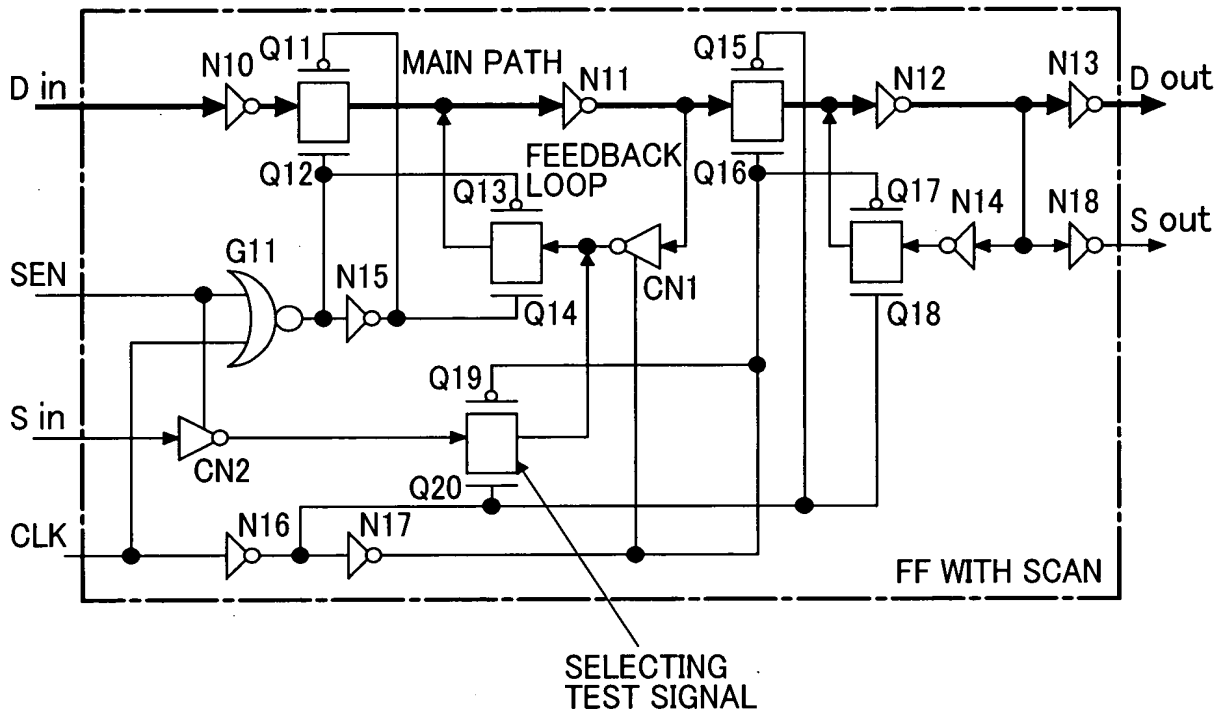 Q11
MAIN PATH
Q15
N10
N11
N12
N13
D in
D out
Q12
FEEDBACK
LOOP
Q16
Q13
Q17
N14
N18
S out
G11
SEN
N15
CN1
Q14
Q18
Q19
S in
CN2
Q20
N16
N17
CLK
FF WITH SCAN
SELECTING
TEST SIGNAL